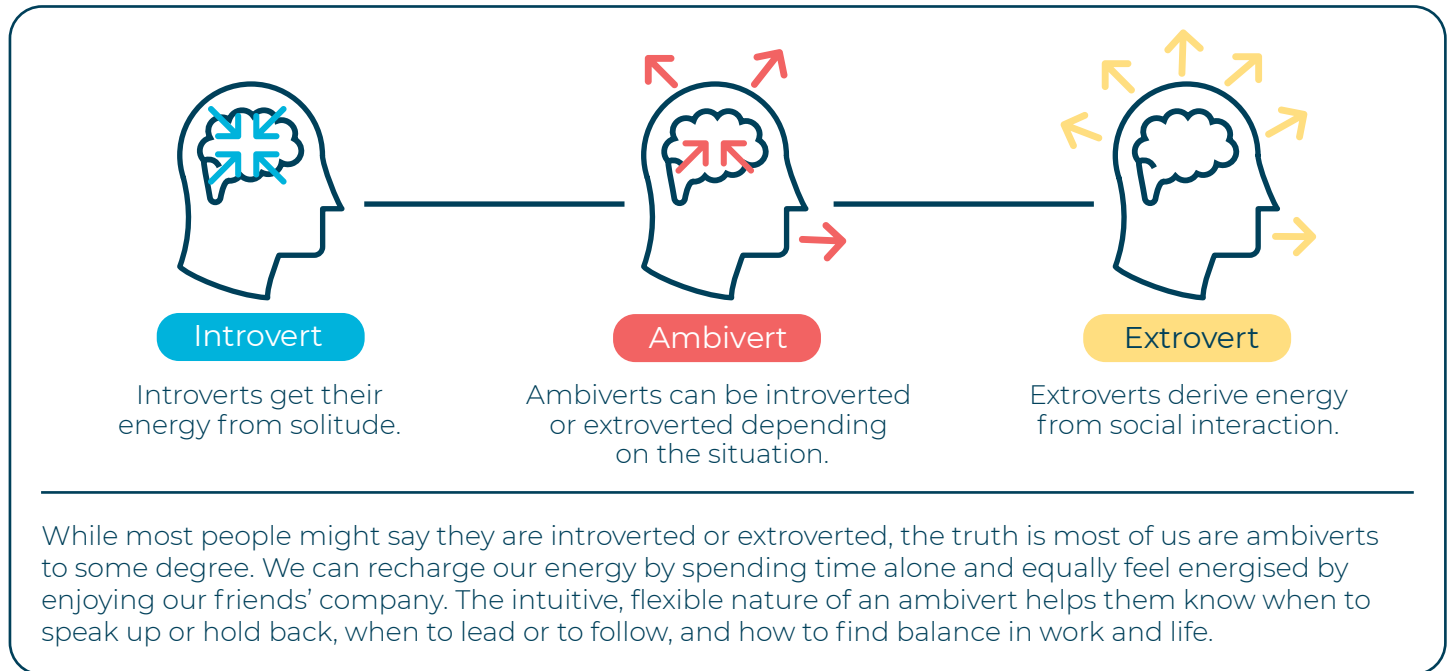 Introvert
Introverts get their
energy from solitude.
Ambivert
Ambiverts can be introverted
or extroverted depending
on the situation.
Extrovert
Extroverts derive energy
from social interaction.
While most people might say they are introverted or extroverted, the truth is most of us are ambiverts
to some degree. We can recharge our energy by spending time alone and equally feel energised by
enjoying our friends’ company. The intuitive, flexible nature of an ambivert helps them know when to
speak up or hold back, when to lead or to follow, and how to find balance in work and life.